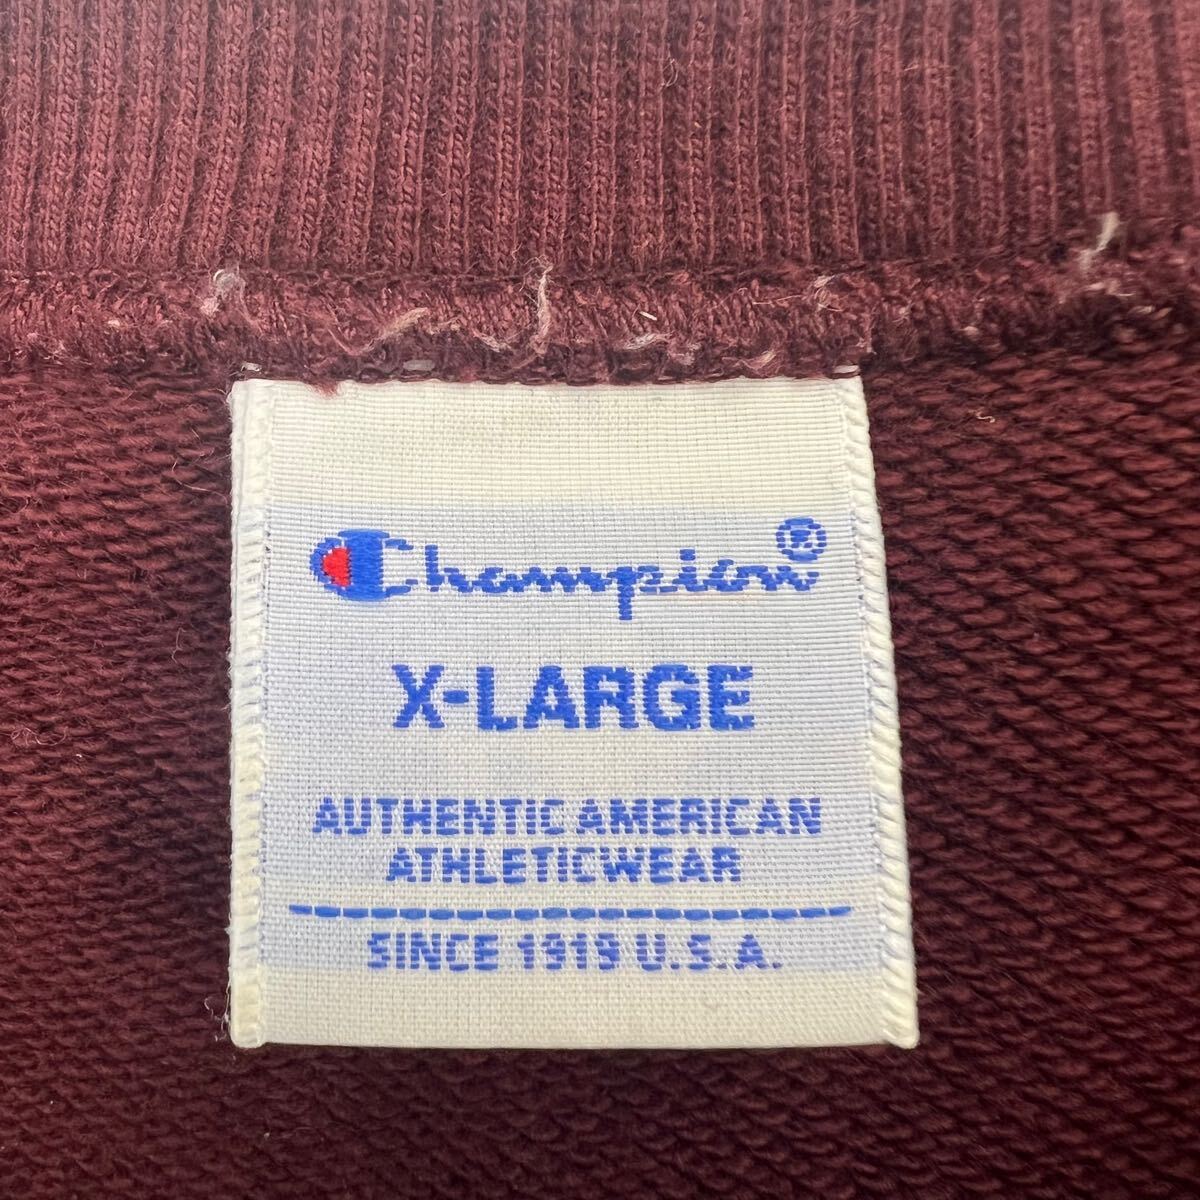 Champion®
X-LARGE
AUTHENTIC AMERICAN
ATHLETICWEAR
SINCE 1919 U.S.A.